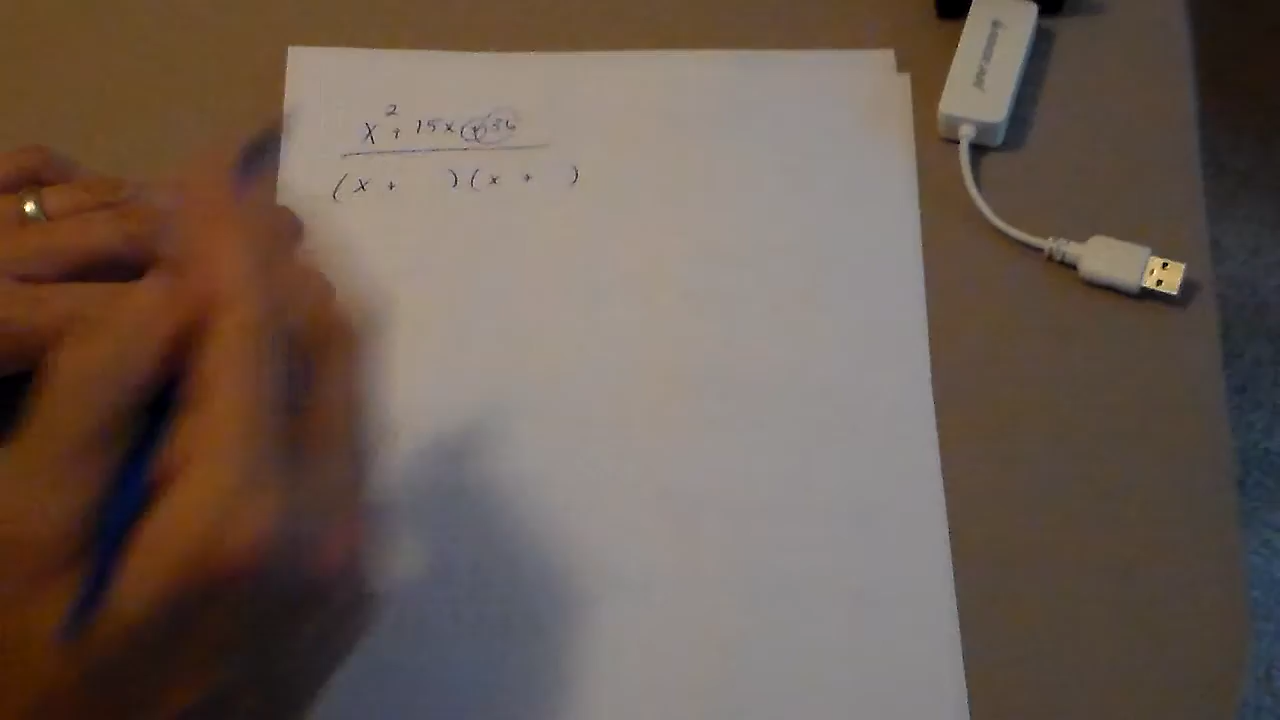 x² + 15x + 36
(x +    )(x +    )